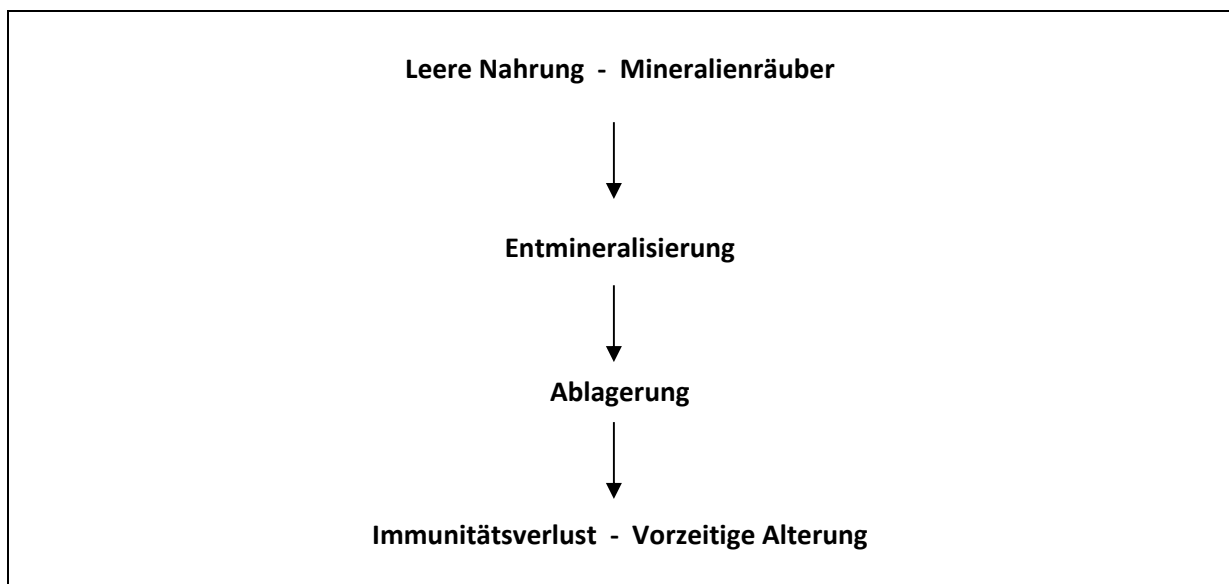 Leere Nahrung - Mineralienräuber
Entmineralisierung
Ablagerung
Immunitätsverlust - Vorzeitige Alterung